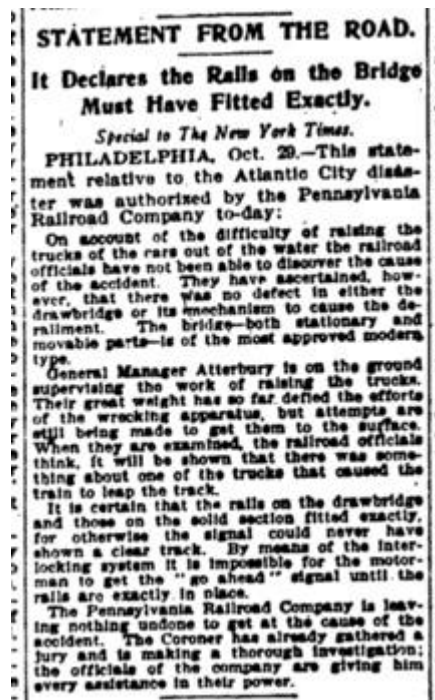 STATEMENT FROM THE ROAD.
It Declares the Rails on the Bridge
Must Have Fitted Exactly.
Special to The New York Times.
PHILADELPHIA, Oct. 29.—This state-
ment relative to the Atlantic City disas-
ter was authorized by the Pennsylvania
Railroad Company to-day:
On account of the difficulty of raising the
trucks of the cars out of the water the railroad
officials have not been able to discover the cause
of the accident. They have ascertained, how-
ever, that there was no defect in either the
drawbridge or its mechanism to cause the de-
railment. The bridge—both stationary and
movable parts—is of the most approved modern
type.
General Manager Atterbury is on the ground
supervising the work of raising the trucks.
Their great weight has so far defied the efforts
of the wrecking apparatus, but attempts are
still being made to get them to the surface.
When they are examined, the railroad officials
think, it will be shown that there was some-
thing about one of the trucks that caused the
train to leap the track.
It is certain that the rails on the drawbridge
and those on the solid section fitted exactly,
for otherwise the signal could never have
shown a clear track. By means of the inter-
locking system it is impossible for the motor-
man to get the "go ahead" signal until the
rails are exactly in place.
The Pennsylvania Railroad Company is leav-
ing nothing undone to get at the cause of the
accident. The Coroner has already gathered a
jury and is making a thorough investigation;
the officials of the company are giving him
every assistance in their power.